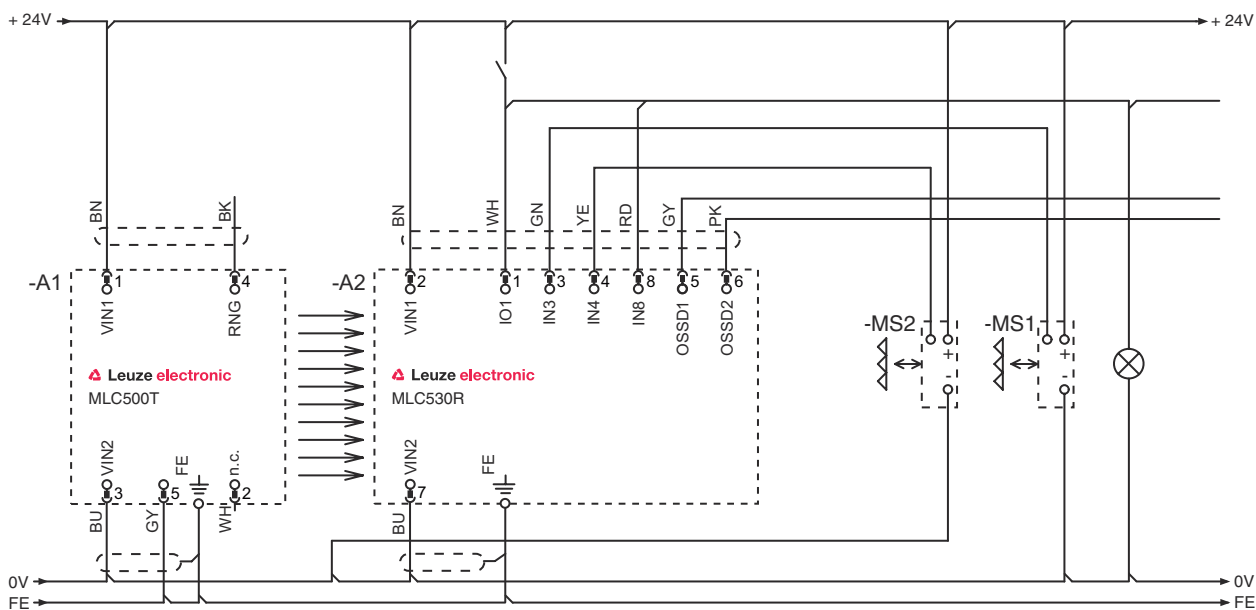 + 24V
+ 24V
BN
BK
BN
WH
GN
YE
RD
GY
PK
-A1
1
4
-A2
2
1
3
4
8
5
6
VIN1
RNG
VIN1
IO1
IN3
IN4
IN8
OSSD1
OSSD2
-MS2
-MS1
+
-
+
-
Leuze electronic
MLC500T
Leuze electronic
MLC530R
VIN2
FE
n.c.
VIN2
FE
3
5
2
7
BU
GY
WH
BU
0V
0V
FE
FE